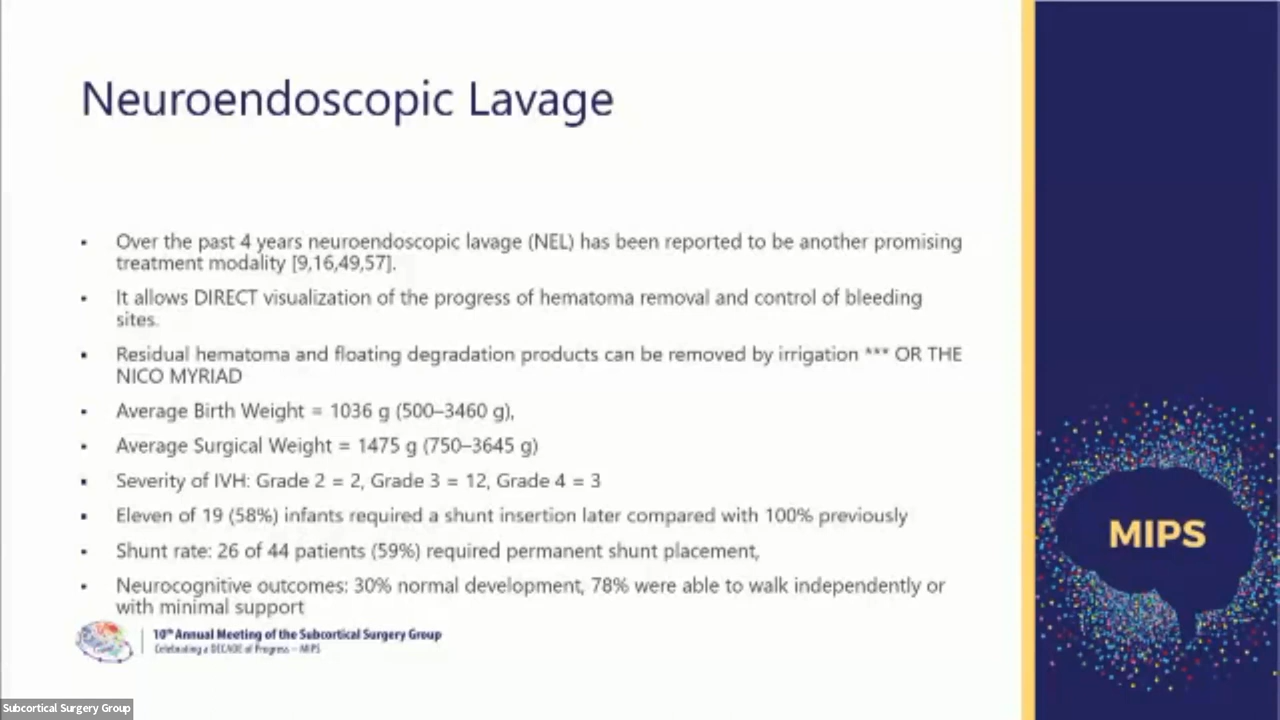 Neuroendoscopic Lavage
▪ Over the past 4 years neuroendoscopic lavage (NEL) has been reported to be another promising
treatment modality [9,16,49,57].
▪ It allows DIRECT visualization of the progress of hematoma removal and control of bleeding
sites.
▪ Residual hematoma and floating degradation products can be removed by irrigation *** OR THE
NICO MYRIAD
▪ Average Birth Weight = 1036 g (500–3460 g),
▪ Average Surgical Weight = 1475 g (750–3645 g)
▪ Severity of IVH: Grade 2 = 2, Grade 3 = 12, Grade 4 = 3
▪ Eleven of 19 (58%) infants required a shunt insertion later compared with 100% previously
▪ Shunt rate: 26 of 44 patients (59%) required permanent shunt placement,
▪ Neurocognitive outcomes: 30% normal development, 78% were able to walk independently or
with minimal support
10th Annual Meeting of the Subcortical Surgery Group
Celebrating a DECADE of Progress – MIPS
MIPS
Subcortical Surgery Group